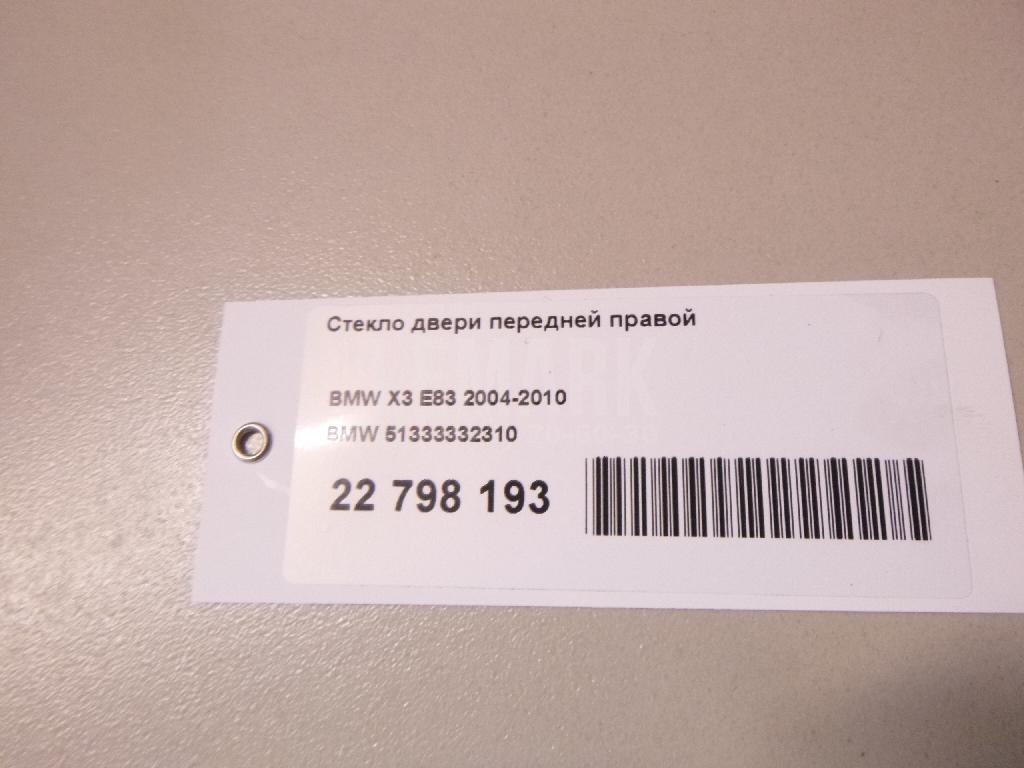 Стекло двери передней правой
BMW X3 E83 2004-2010
BMW 51333332310
22 798 193